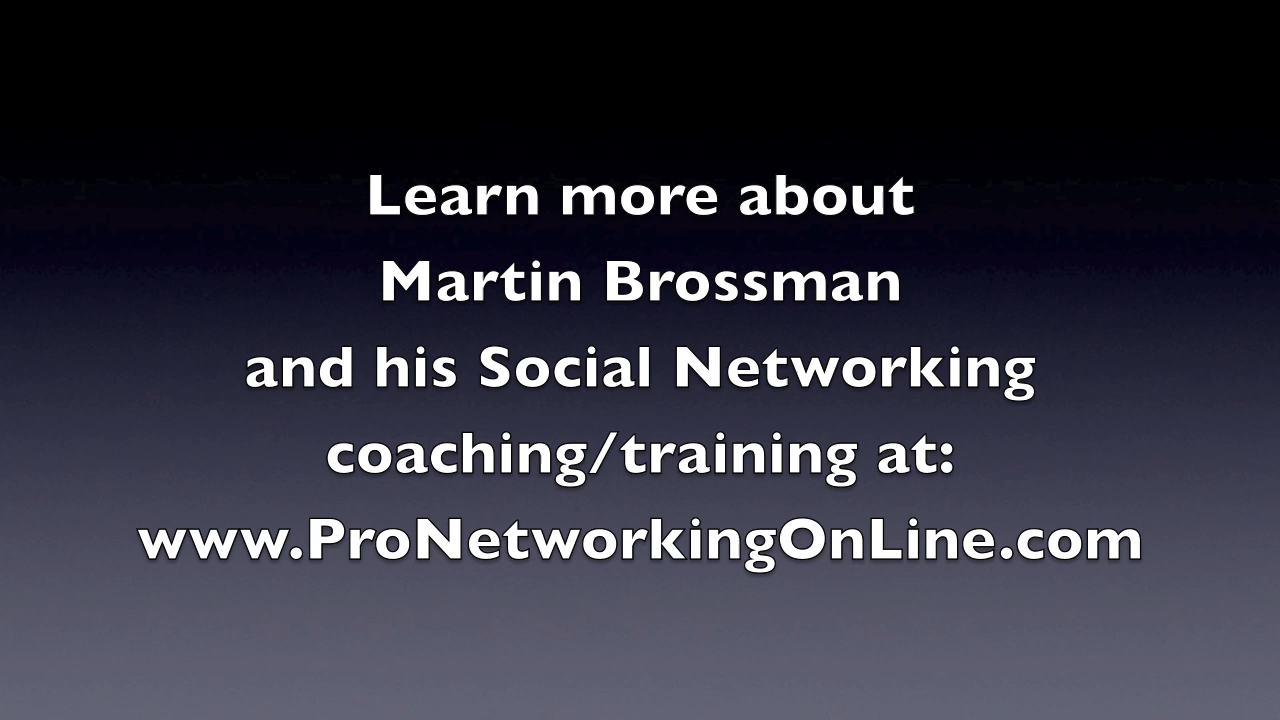 Learn more about
Martin Brossman
and his Social Networking
coaching/training at:
www.ProNetworkingOnLine.com